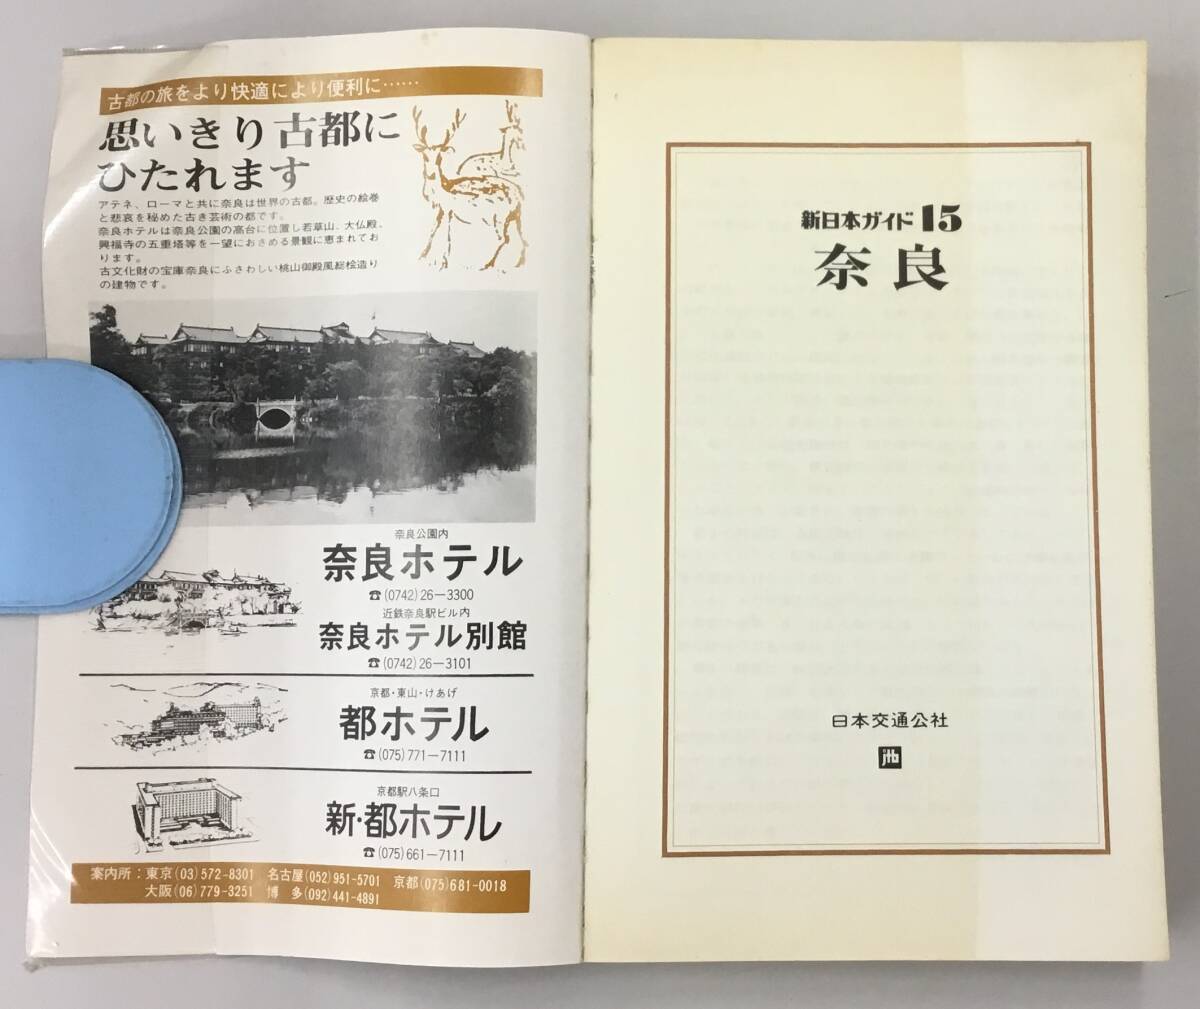 古都の旅をより快適により便利に……
思いきり古都に
ひたれます
アテネ、ローマと共に奈良は世界の古都。歴史の絵巻
と悲哀を秘めた古き芸術の都です。
奈良ホテルは奈良公園の高台に位置し若草山、大仏殿、
興福寺の五重塔等を一望におさめる景観に恵まれてお
ります。
古文化財の宝庫奈良にふさわしい桃山御殿風総桧造り
の建物です。
奈良公園内
奈良ホテル
☎(0742)26-3300
近鉄奈良駅ビル内
奈良ホテル別館
☎(0742)26-3101
京都・東山・けあげ
都ホテル
☎(075)771-7111
京都駅八条口
新・都ホテル
☎(075)661-7111
案内所：東京(03)572-8301 名古屋(052)951-5701 京都(075)681-0018
大阪(06)779-3251 博多(092)441-4891
新日本ガイド15
奈良
日本交通公社
jtb